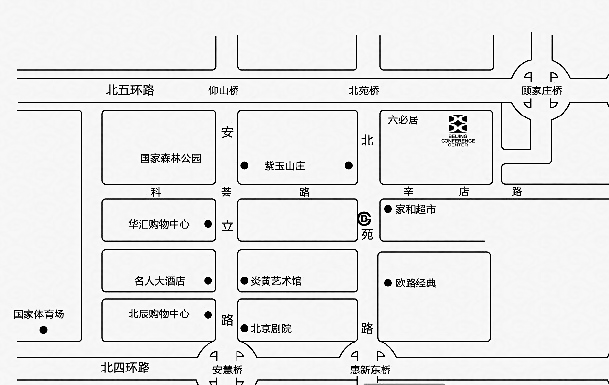 北五环路
仰山桥
北苑桥
顾家庄桥
六必居
BEIJING
CONFERENCE
CENTER
安
北
国家森林公园
紫玉山庄
科
荟
路
辛
店
路
家和超市
华汇购物中心
立
苑
名人大酒店
炎黄艺术馆
欧路经典
国家体育场
北辰购物中心
路
北京剧院
路
北四环路
安慧桥
惠新东桥